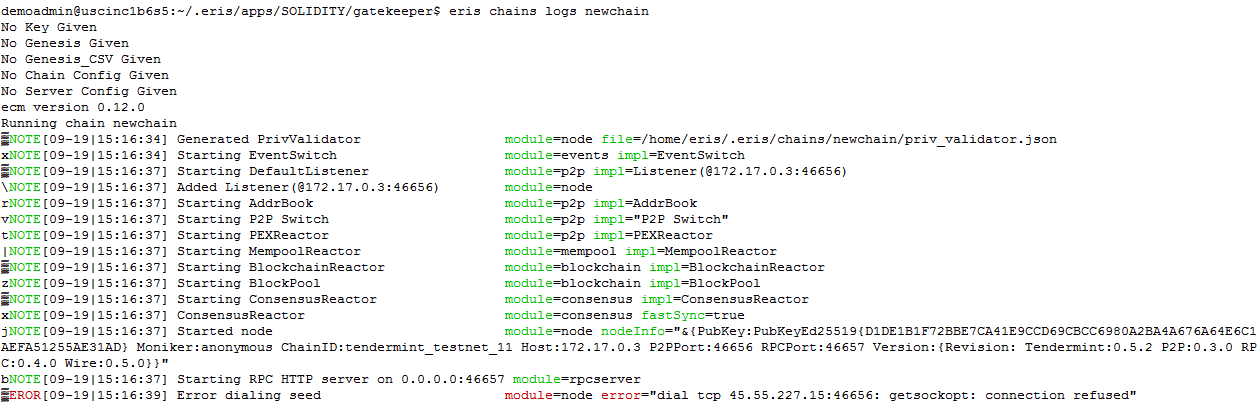 demoadmin@uscinc1b6s5:~/.eris/apps/SOLIDITY/gatekeeper$ eris chains logs newchain
No Key Given
No Genesis Given
No Genesis_CSV Given
No Chain Config Given
No Server Config Given
ecm version 0.12.0
Running chain newchain
NOTE[09-19|15:16:34] Generated PrivValidator module=node file=/home/eris/.eris/chains/newchain/priv_validator.json
xNOTE[09-19|15:16:34] Starting EventSwitch module=events impl=EventSwitch
NOTE[09-19|15:16:37] Starting DefaultListener module=p2p impl=Listener(@172.17.0.3:46656)
\NOTE[09-19|15:16:37] Added Listener(@172.17.0.3:46656) module=node
rNOTE[09-19|15:16:37] Starting AddrBook module=p2p impl=AddrBook
vNOTE[09-19|15:16:37] Starting P2P Switch module=p2p impl="P2P Switch"
tNOTE[09-19|15:16:37] Starting PEXReactor module=p2p impl=PEXReactor
|NOTE[09-19|15:16:37] Starting MempoolReactor module=mempool impl=MempoolReactor
NOTE[09-19|15:16:37] Starting BlockchainReactor module=blockchain impl=BlockchainReactor
zNOTE[09-19|15:16:37] Starting BlockPool module=blockchain impl=BlockPool
NOTE[09-19|15:16:37] Starting ConsensusReactor module=consensus impl=ConsensusReactor
xNOTE[09-19|15:16:37] ConsensusReactor module=consensus fastSync=true
jNOTE[09-19|15:16:37] Started node module=node nodeInfo="&{PubKey:PubKeyEd25519{D1DE1B1F72BBE7CA41E9CCD69CBCC6980A2BA4A676A64E6C1
AEFA51255AE31AD} Moniker:anonymous ChainID:tendermint_testnet_11 Host:172.17.0.3 P2PPort:46656 RPCPort:46657 Version:{Revision: Tendermint:0.5.2 P2P:0.3.0 RP
C:0.4.0 Wire:0.5.0}}"
bNOTE[09-19|15:16:37] Starting RPC HTTP server on 0.0.0.0:46657 module=rpcserver
EROR[09-19|15:16:39] Error dialing seed module=node error="dial tcp 45.55.227.15:46656: getsockopt: connection refused"